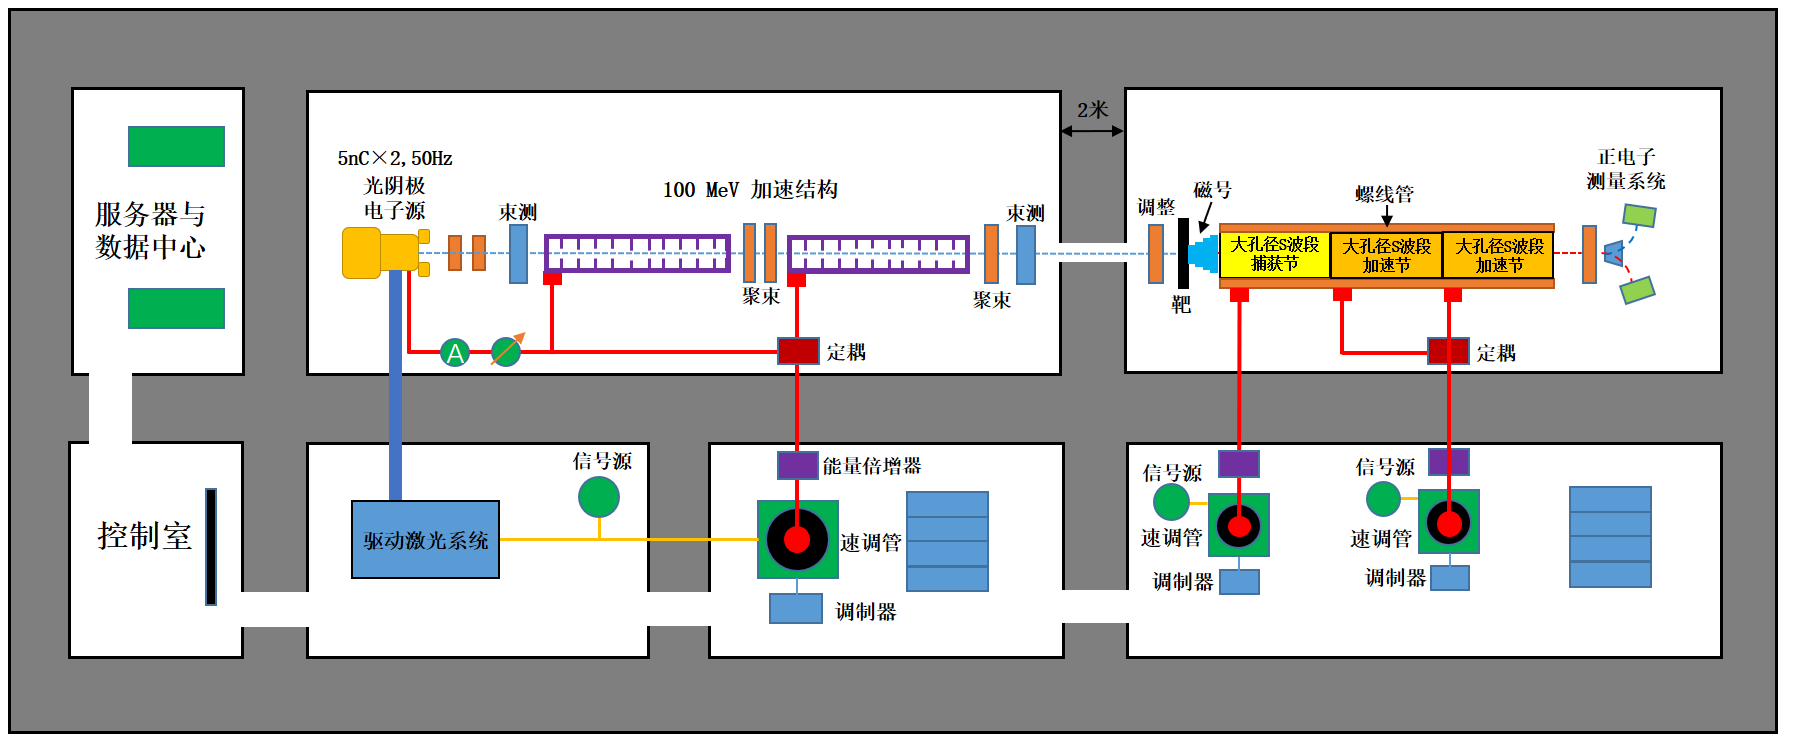 服务器与
数据中心
控制室
5nC×2,50Hz
光阴极
电子源
束测
100 MeV 加速结构
聚束
聚束
束测
A
定耦
2米
调整
磁号
靶
螺线管
大孔径S波段
捕获节
大孔径S波段
加速节
大孔径S波段
加速节
正电子
测量系统
定耦
驱动激光系统
信号源
能量倍增器
速调管
调制器
信号源
速调管
调制器
信号源
速调管
调制器